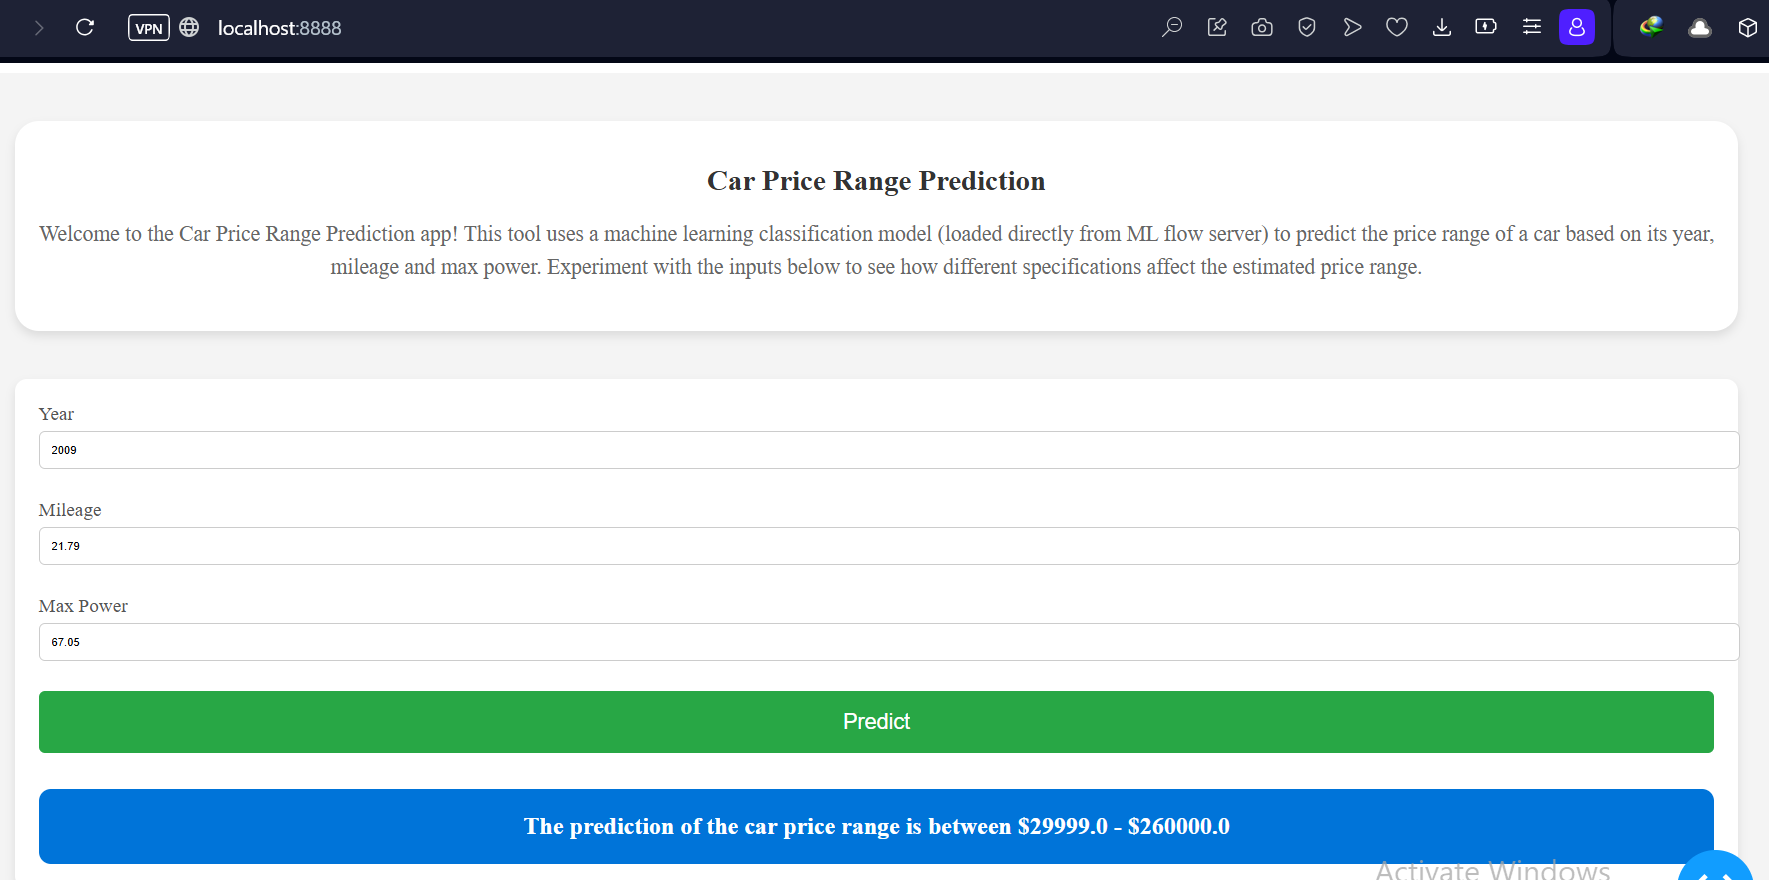 VPN localhost:8888
Car Price Range Prediction
Welcome to the Car Price Range Prediction app! This tool uses a machine learning classification model (loaded directly from ML flow server) to predict the price range of a car based on its year,
mileage and max power. Experiment with the inputs below to see how different specifications affect the estimated price range.
Year
2009
Mileage
21.79
Max Power
67.05
Predict
The prediction of the car price range is between $29999.0 - $260000.0
Activate Windows